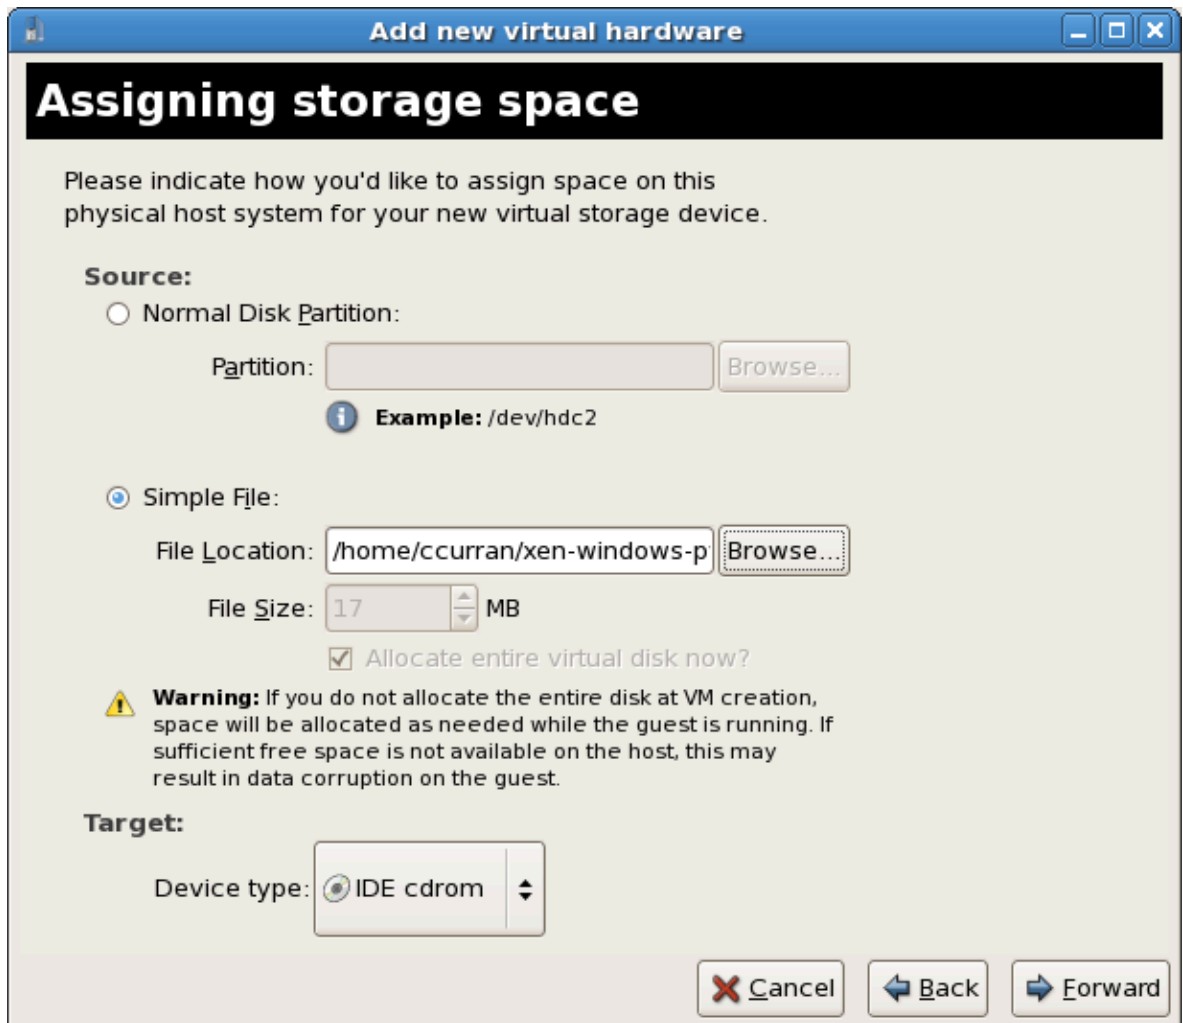 Add new virtual hardware
Assigning storage space
Please indicate how you'd like to assign space on this
physical host system for your new virtual storage device.
Source:
Normal Disk Partition:
Partition: Browse...
Example: /dev/hdc2
Simple File:
File Location: /home/ccurran/xen-windows-p Browse...
File Size: 17 MB
Allocate entire virtual disk now?
Warning: If you do not allocate the entire disk at VM creation,
space will be allocated as needed while the guest is running. If
sufficient free space is not available on the host, this may
result in data corruption on the guest.
Target:
Device type: IDE cdrom
Cancel Back Forward